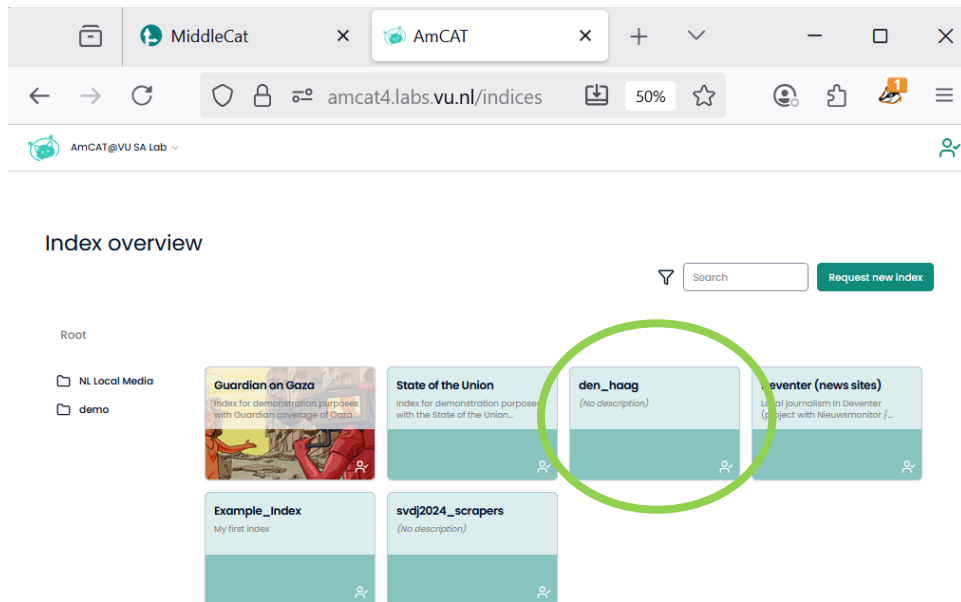 MiddleCat
AmCAT
amcat4.labs.vu.nl/indices
50%
1
AmCAT@VU SA Lab
Index overview
Search
Request new index
Root
NL Local Media
demo
Guardian on Gaza
Index for demonstration purposes
with Guardian coverage of Gaza
State of the Union
Index for demonstration purposes
with the State of the Union...
den_haag
(No description)
Deventer (news sites)
Local journalism in Deventer
(project with Nieuwsmonitor /...
Example_Index
My first index
svdj2024_scrapers
(No description)